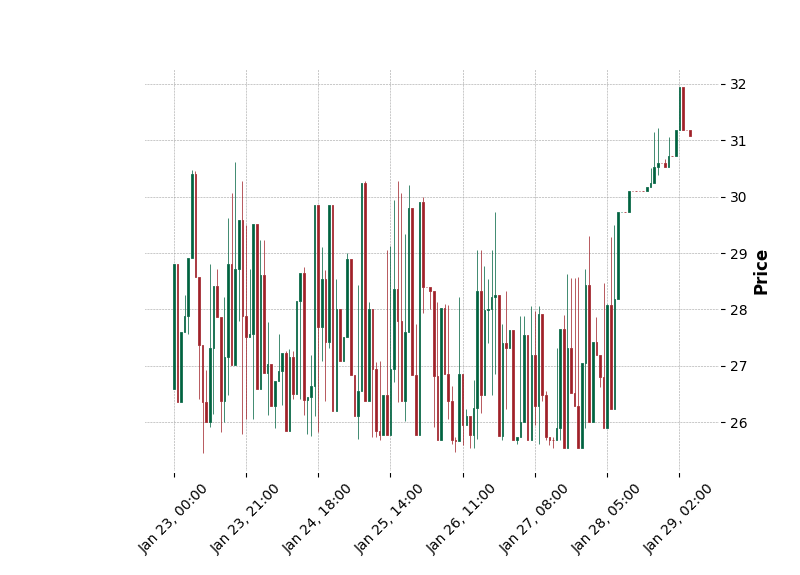 32
31
30
29
28
27
26
Price
Jan 23, 00:00
Jan 23, 21:00
Jan 24, 18:00
Jan 25, 14:00
Jan 26, 11:00
Jan 27, 08:00
Jan 28, 05:00
Jan 29, 02:00